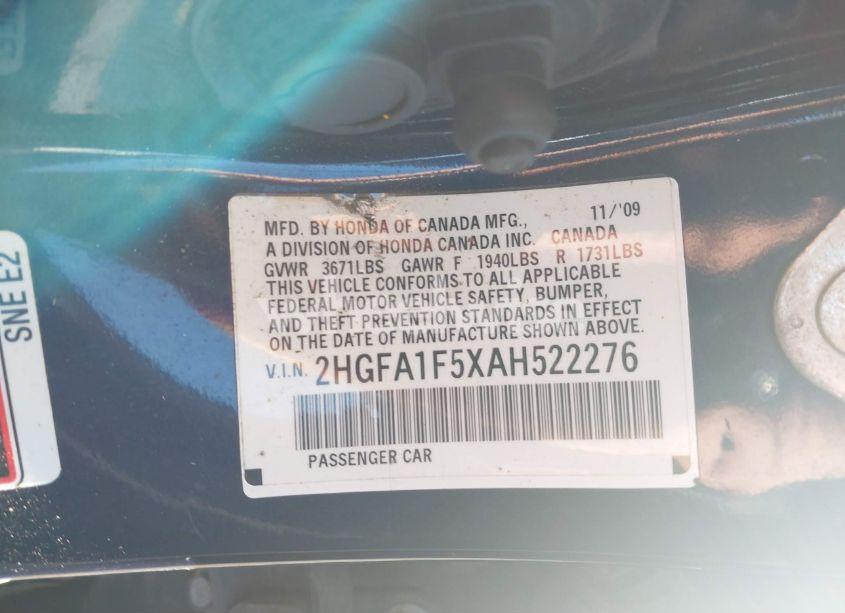 MFD. BY HONDA OF CANADA MFG., 11/'09
A DIVISION OF HONDA CANADA INC. CANADA
GVWR 3671LBS GAWR F 1940LBS R 1731LBS
THIS VEHICLE CONFORMS TO ALL APPLICABLE
FEDERAL MOTOR VEHICLE SAFETY, BUMPER,
AND THEFT PREVENTION STANDARDS IN EFFECT
ON THE DATE OF MANUFACTURE SHOWN ABOVE.
V.I.N. 2HGFA1F5XAH522276
PASSENGER CAR
SNE E2